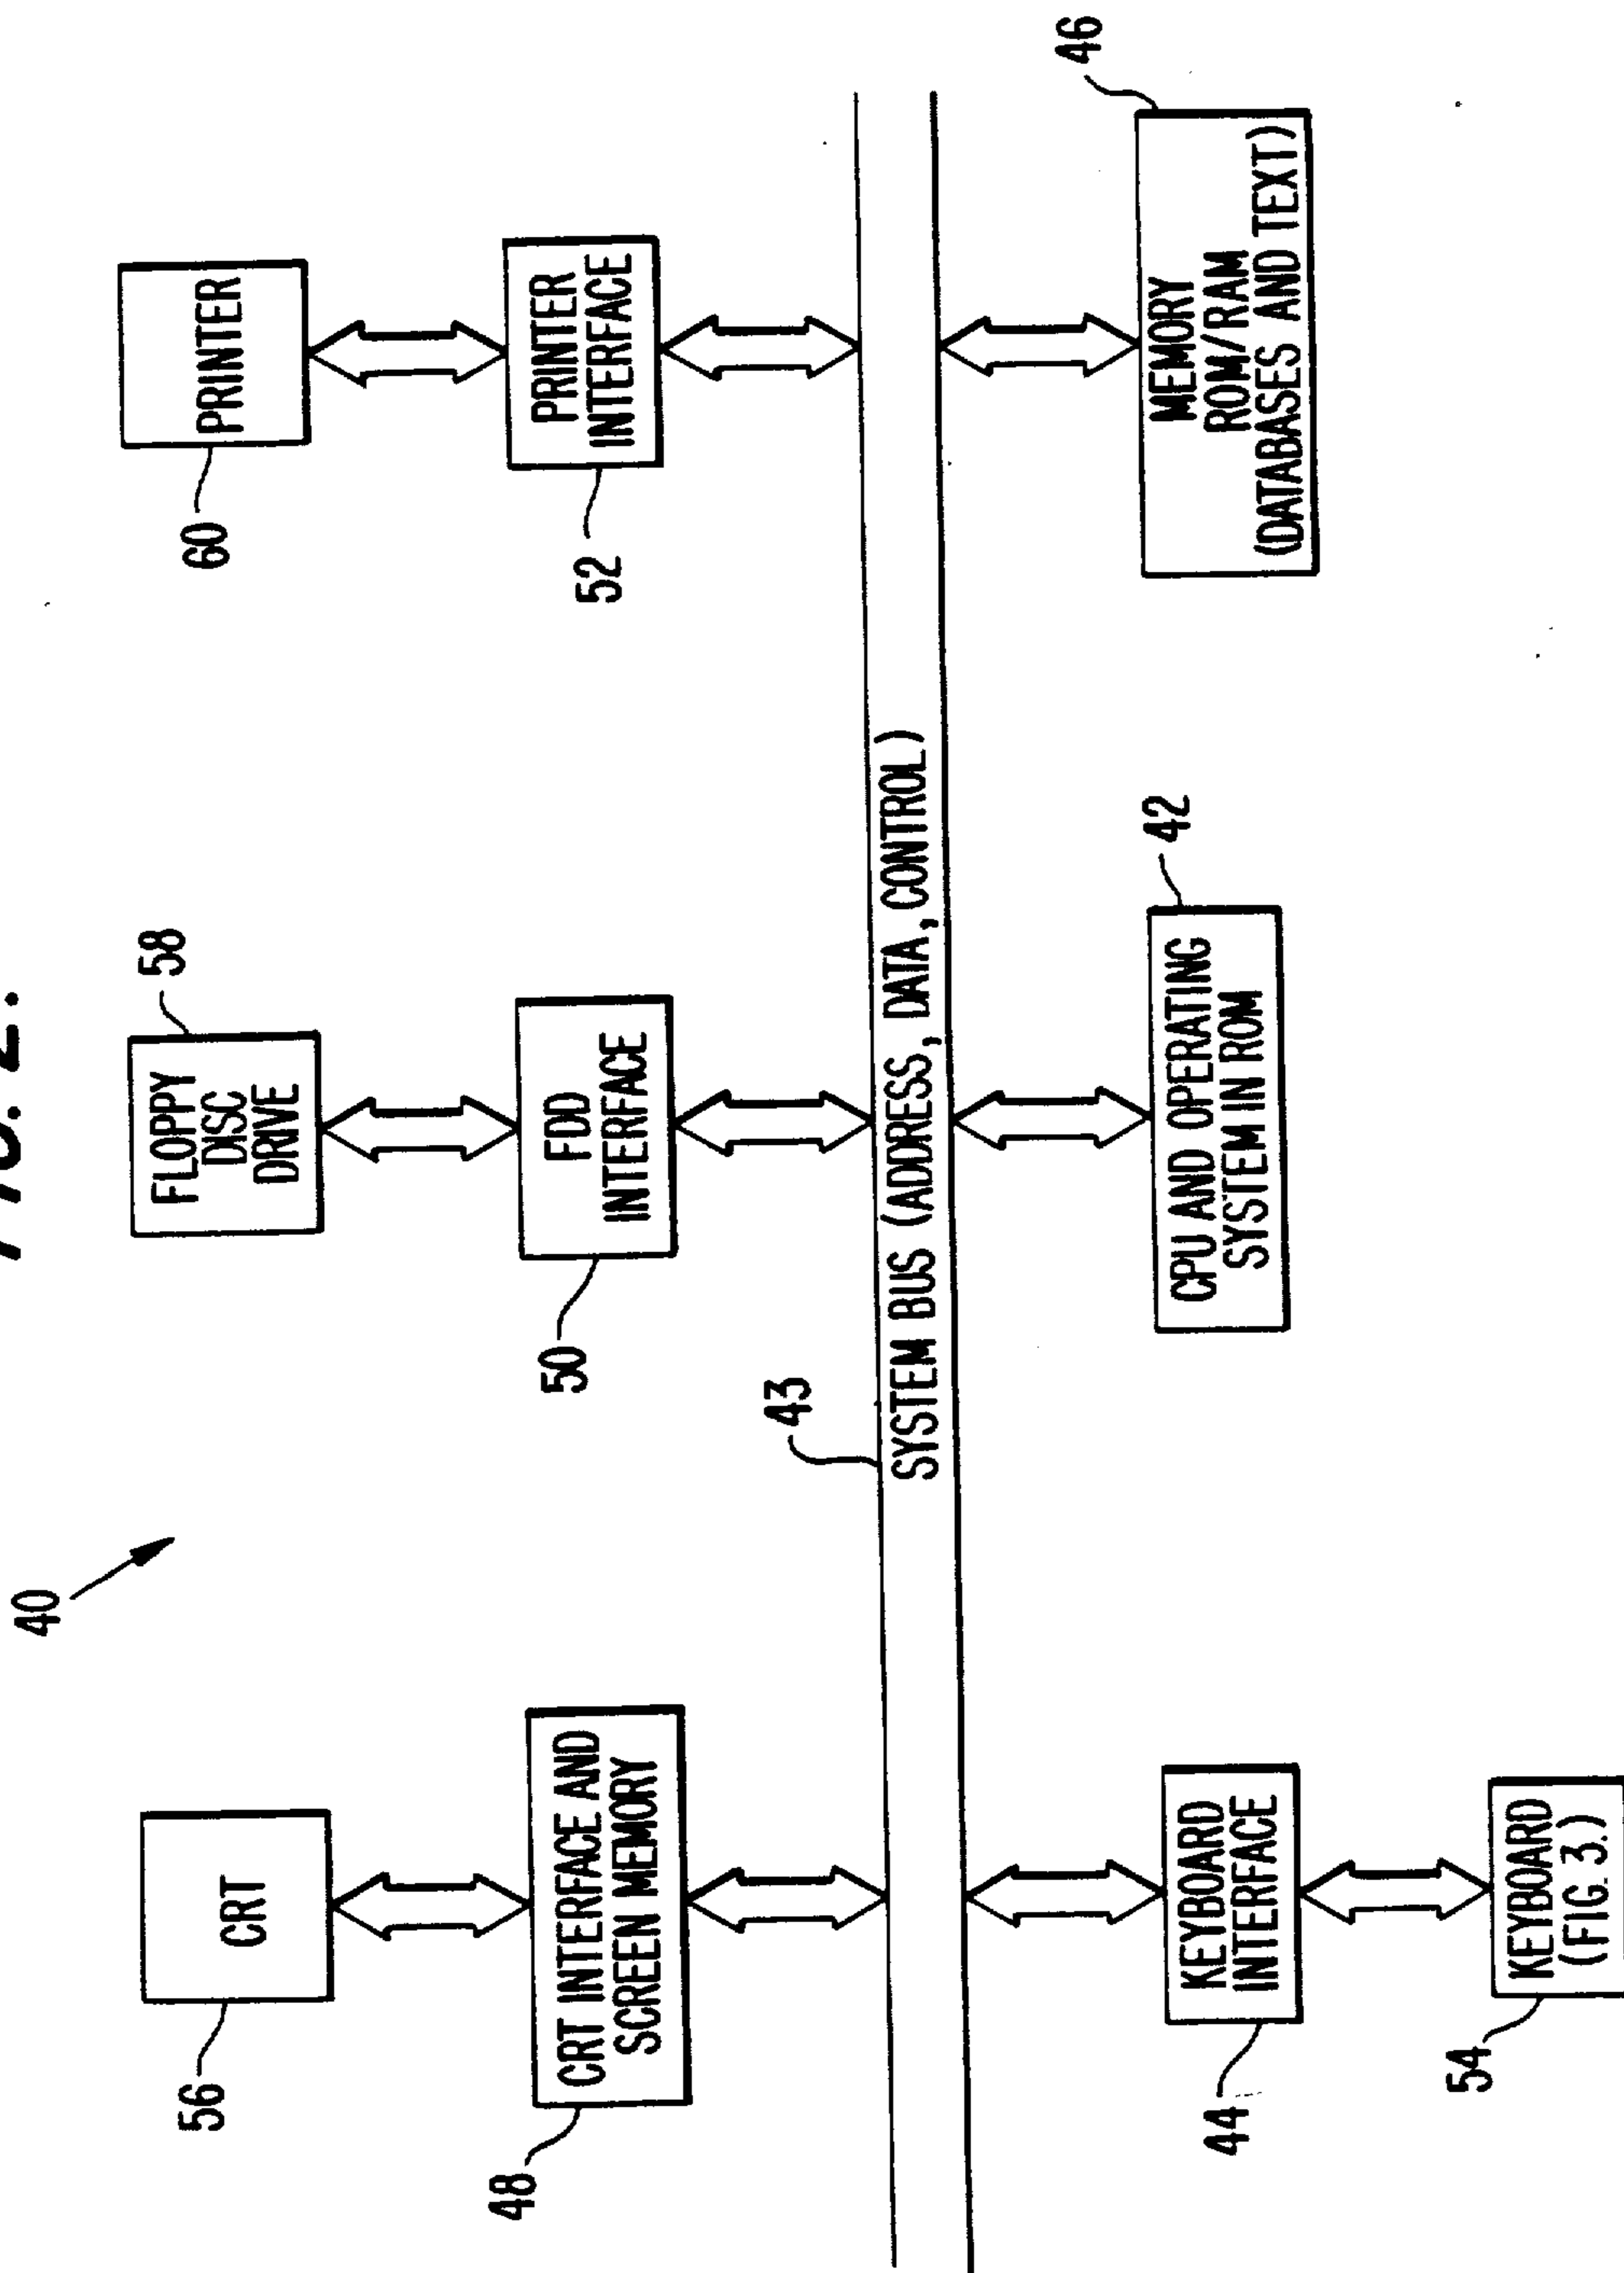 FIG. 2.
40
56
CRT
58
FLOPPY
DISC
DRIVE
60
PRINTER
48
CRT INTERFACE AND
SCREEN MEMORY
50
FDD
INTERFACE
52
PRINTER
INTERFACE
43
SYSTEM BUS (ADDRESS, DATA, CONTROL)
44
KEYBOARD
INTERFACE
42
CPU AND OPERATING
SYSTEM IN ROM
46
MEMORY
ROM/RAM
(DATABASES AND TEXT)
54
KEYBOARD
(FIG. 3.)